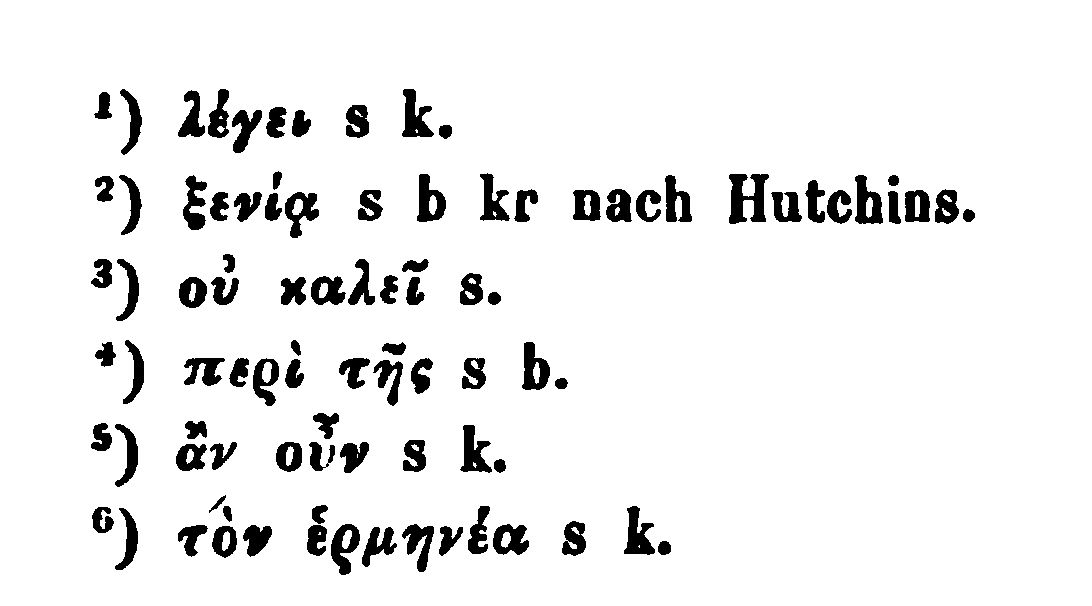 ¹) λέγει s k.
²) ξενίᾳ s b kr nach Hutchins.
³) οὐ καλεῖ s.
⁴) περὶ τῆς s b.
⁵) ἂν οὖν s k.
⁶) τὸν ἑρμηνέα s k.